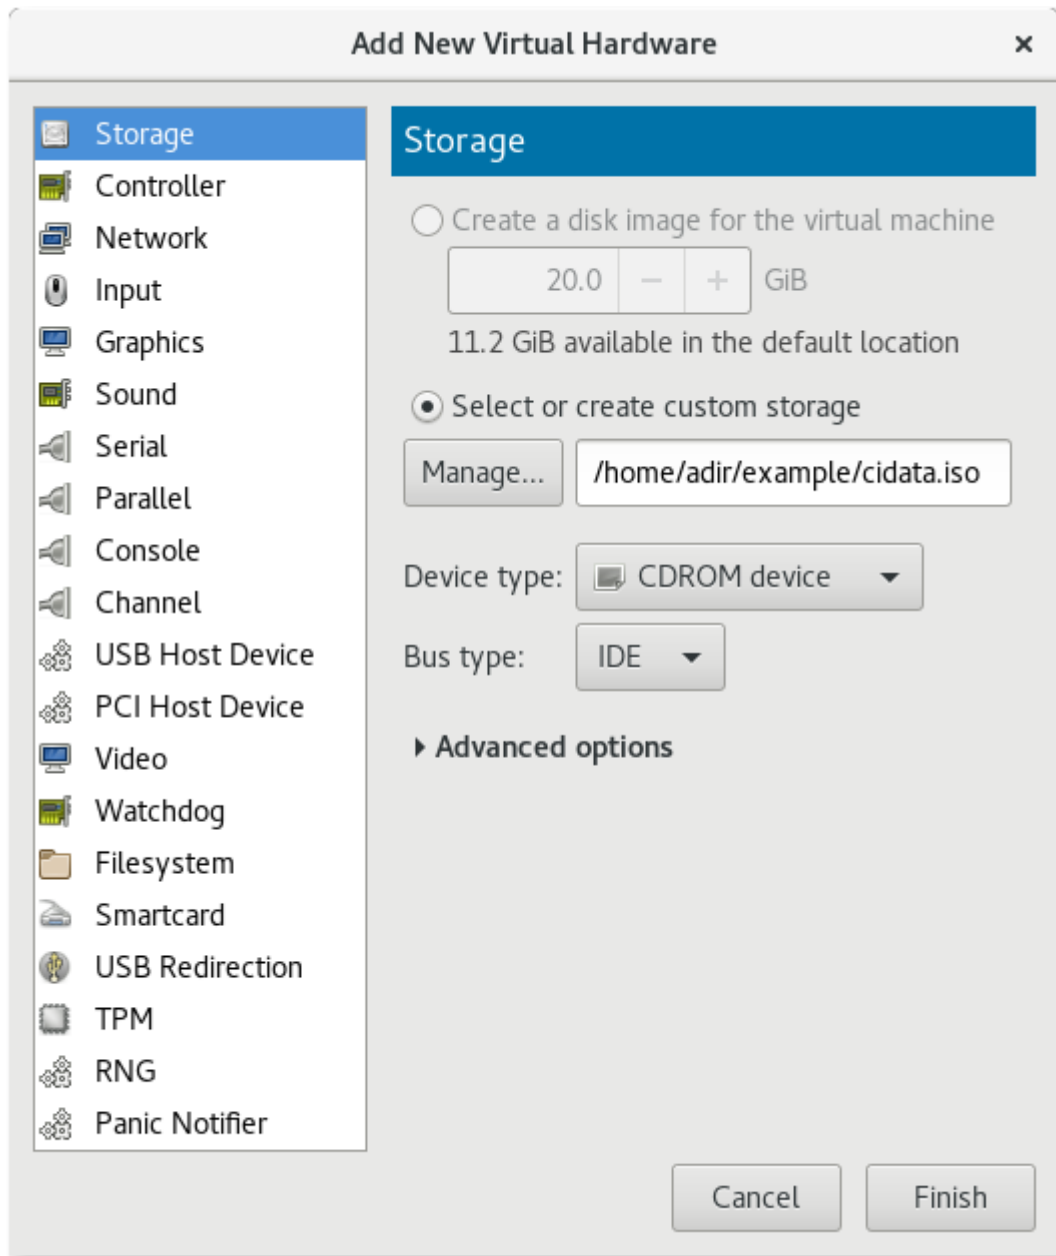 Add New Virtual Hardware ×
Storage
Controller
Network
Input
Graphics
Sound
Serial
Parallel
Console
Channel
USB Host Device
PCI Host Device
Video
Watchdog
Filesystem
Smartcard
USB Redirection
TPM
RNG
Panic Notifier
Storage
Create a disk image for the virtual machine
20.0 − + GiB
11.2 GiB available in the default location
Select or create custom storage
Manage... /home/adir/example/cidata.iso
Device type: CDROM device
Bus type: IDE
Advanced options
Cancel Finish